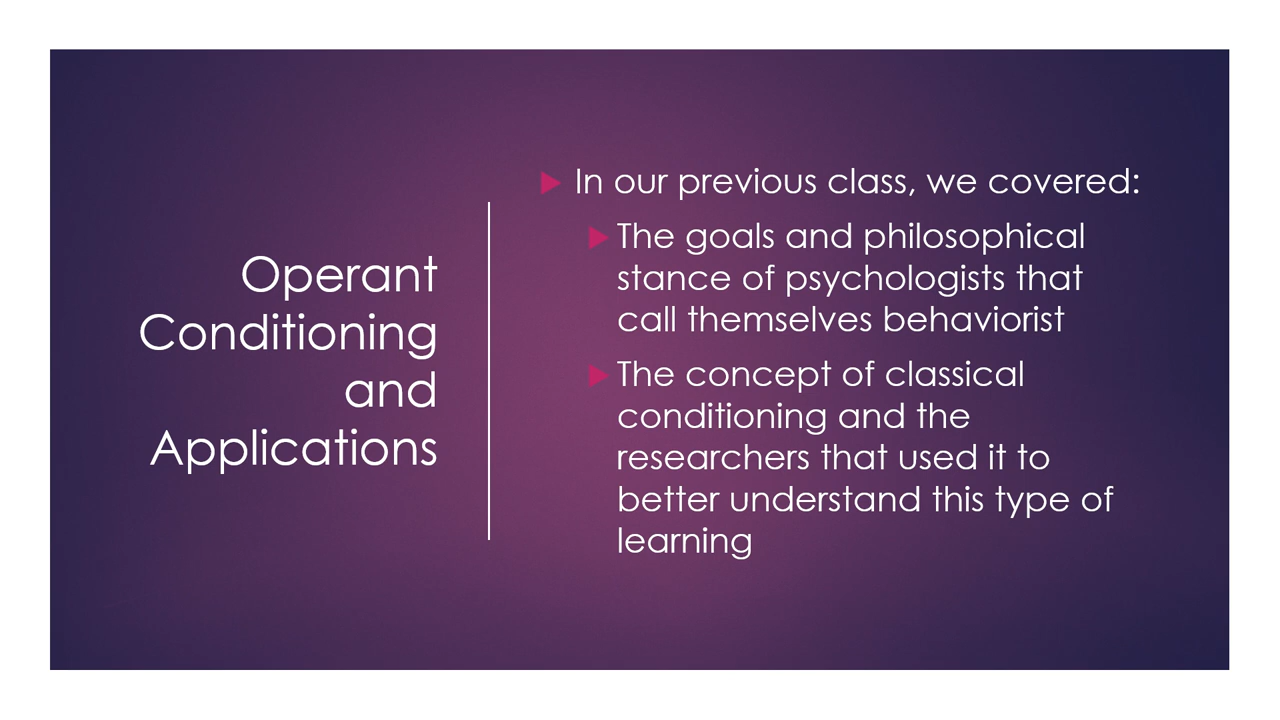 Operant
Conditioning
and
Applications
In our previous class, we covered:
The goals and philosophical
stance of psychologists that
call themselves behaviorist
The concept of classical
conditioning and the
researchers that used it to
better understand this type of
learning